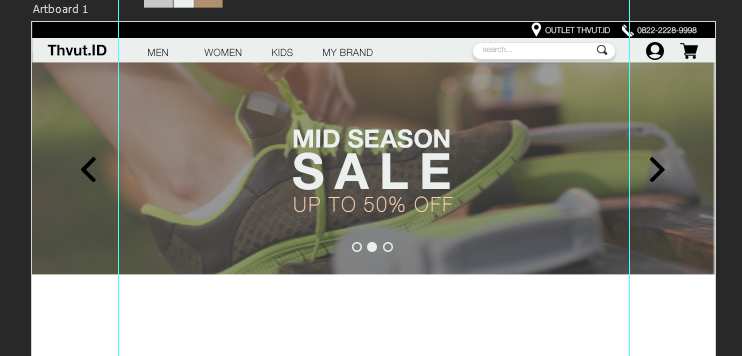 Artboard 1
OUTLET THVUT.ID 0822-2228-9998
Thvut.ID MEN WOMEN KIDS MY BRAND search...
MID SEASON
SALE
UP TO 50% OFF